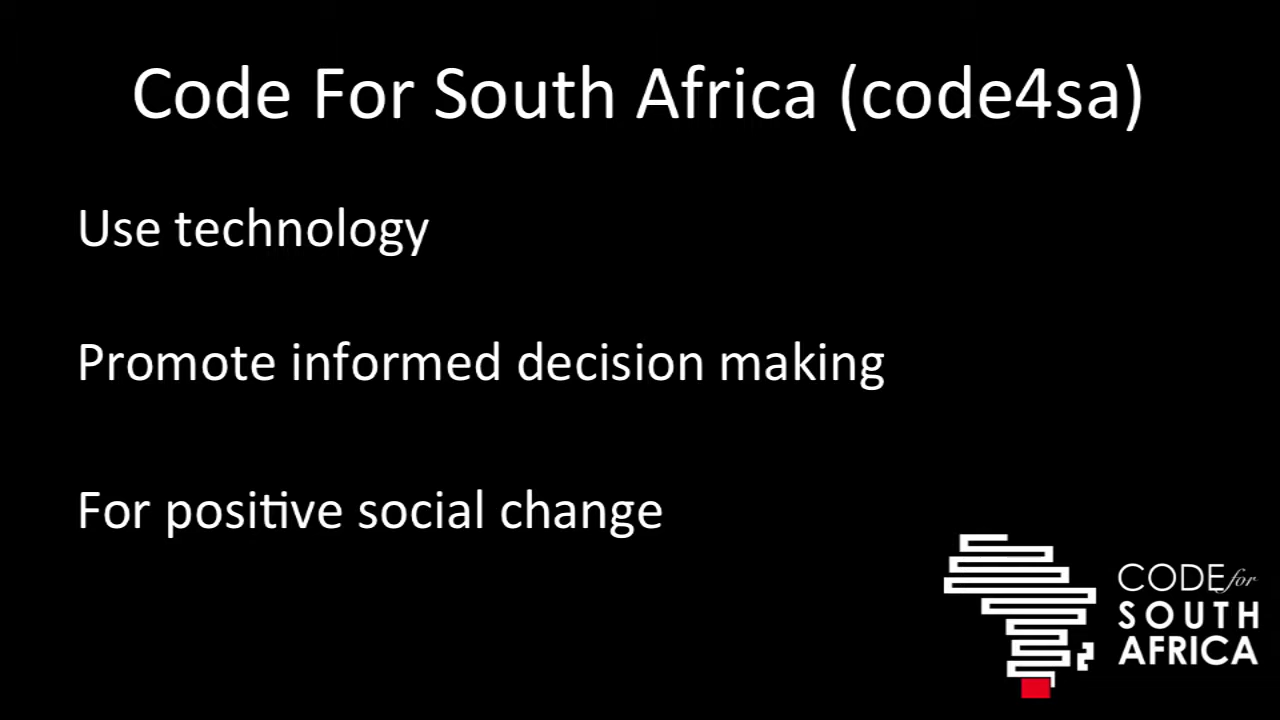 Code For South Africa (code4sa)
Use technology
Promote informed decision making
For positive social change
CODE for
SOUTH
AFRICA